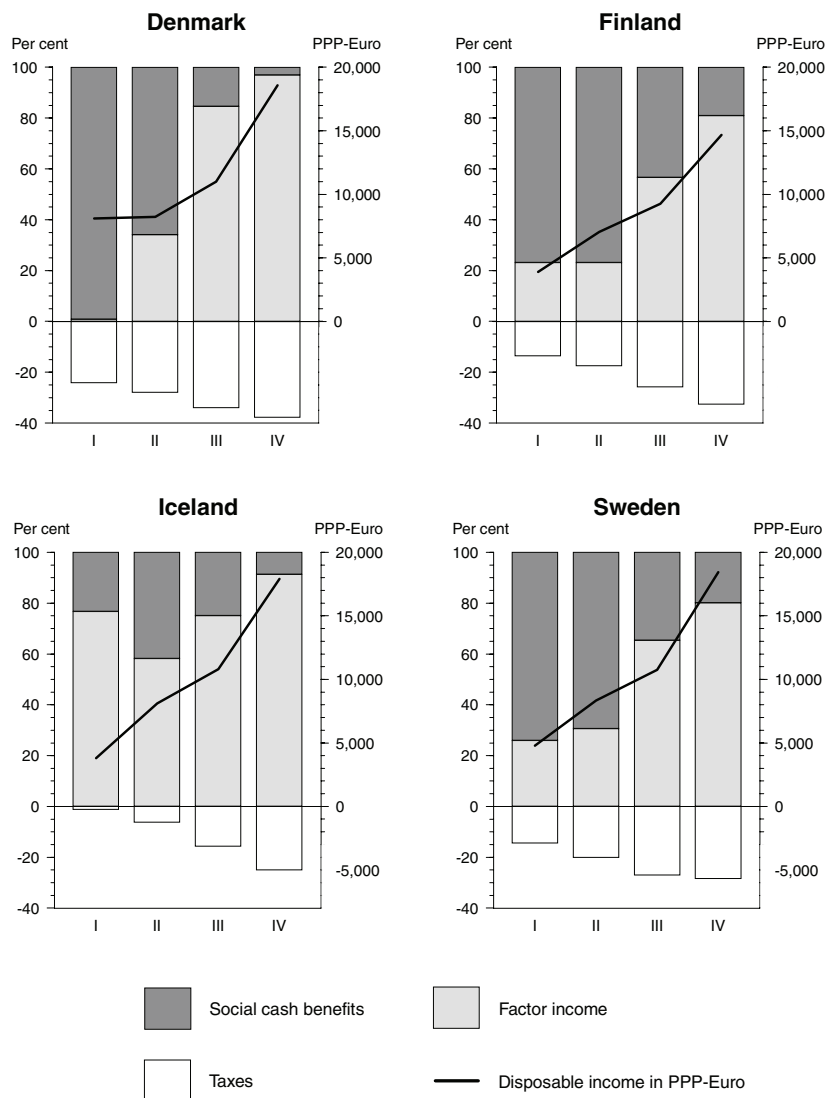 Denmark
Per cent PPP-Euro
100 20,000
80 15,000
60
40 10,000
20 5,000
0 0
-20
-40
I II III IV
Finland
Per cent PPP-Euro
100 20,000
80 15,000
60
40 10,000
20 5,000
0 0
-20
-40
I II III IV
Iceland
Per cent PPP-Euro
100 20,000
80 15,000
60
40 10,000
20 5,000
0 0
-20 -5,000
-40
I II III IV
Sweden
Per cent PPP-Euro
100 20,000
80 15,000
60
40 10,000
20 5,000
0 0
-20 -5,000
-40
I II III IV
Social cash benefits
Factor income
Taxes
Disposable income in PPP-Euro